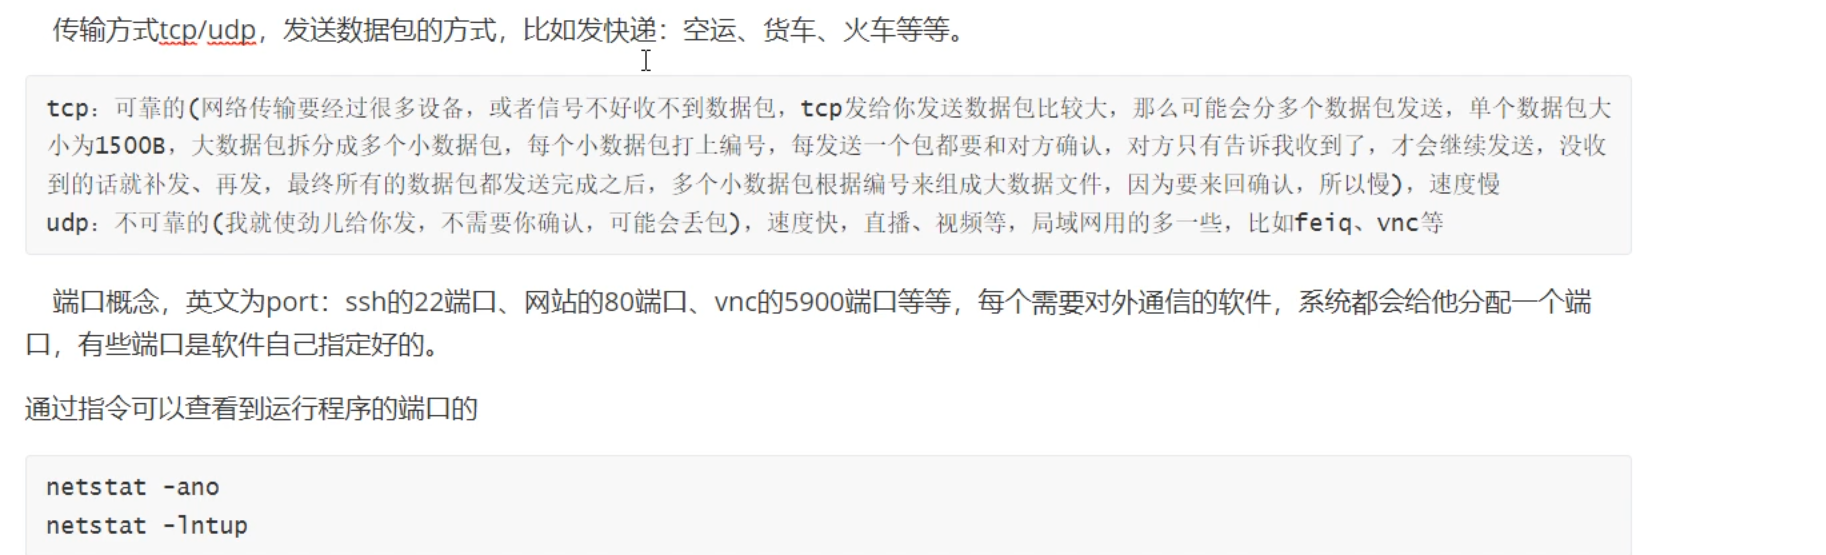 传输方式tcp/udp，发送数据包的方式，比如发快递：空运、货车、火车等等。
tcp：可靠的(网络传输要经过很多设备，或者信号不好收不到数据包，tcp发给你发送数据包比较大，那么可能会分多个数据包发送，单个数据包大
小为1500B，大数据包拆分成多个小数据包，每个小数据包打上编号，每发送一个包都要和对方确认，对方只有告诉我收到了，才会继续发送，没收
到的话就补发、再发，最终所有的数据包都发送完成之后，多个小数据包根据编号来组成大数据文件，因为要来回确认，所以慢)，速度慢
udp：不可靠的(我就使劲儿给你发，不需要你确认，可能会丢包)，速度快，直播、视频等，局域网用的多一些，比如feiq、vnc等
端口概念，英文为port：ssh的22端口、网站的80端口、vnc的5900端口等等，每个需要对外通信的软件，系统都会给他分配一个端
口，有些端口是软件自己指定好的。
通过指令可以查看到运行程序的端口的
netstat -ano
netstat -lntup